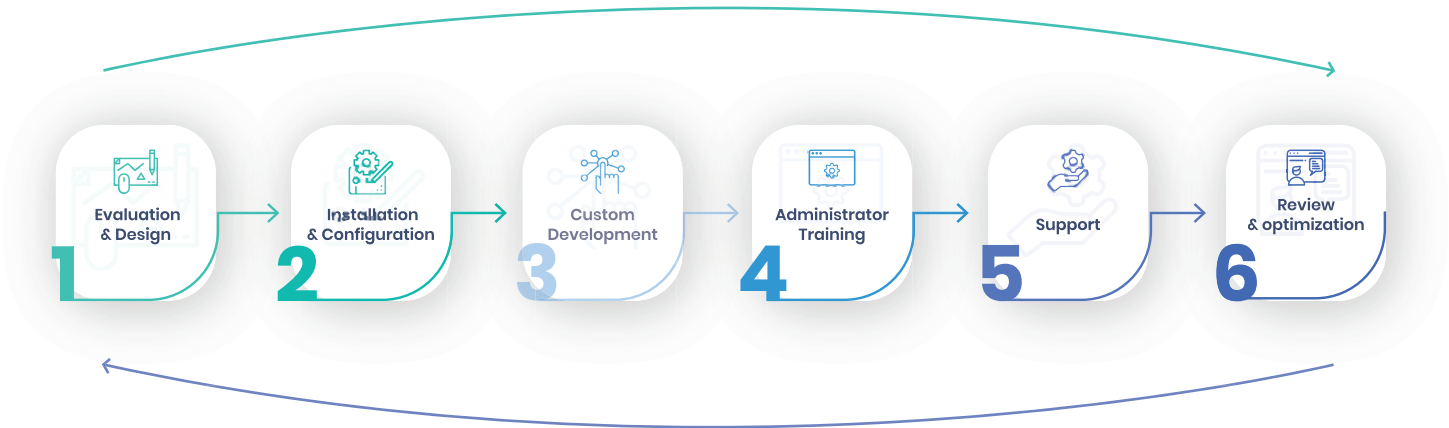 Evaluation
& Design
1
Installation
& Configuration
2
Custom
Development
3
Administrator
Training
4
Support
5
Review
& optimization
6